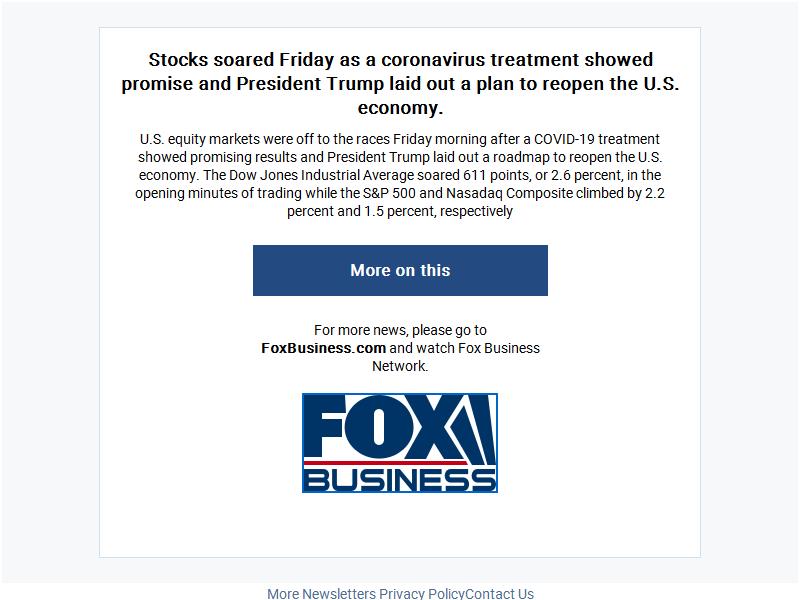 Stocks soared Friday as a coronavirus treatment showed
promise and President Trump laid out a plan to reopen the U.S.
economy.
U.S. equity markets were off to the races Friday morning after a COVID-19 treatment
showed promising results and President Trump laid out a roadmap to reopen the U.S.
economy. The Dow Jones Industrial Average soared 611 points, or 2.6 percent, in the
opening minutes of trading while the S&P 500 and Nasadaq Composite climbed by 2.2
percent and 1.5 percent, respectively
More on this
For more news, please go to
FoxBusiness.com and watch Fox Business
Network.
FOX
BUSINESS
More Newsletters Privacy PolicyContact Us